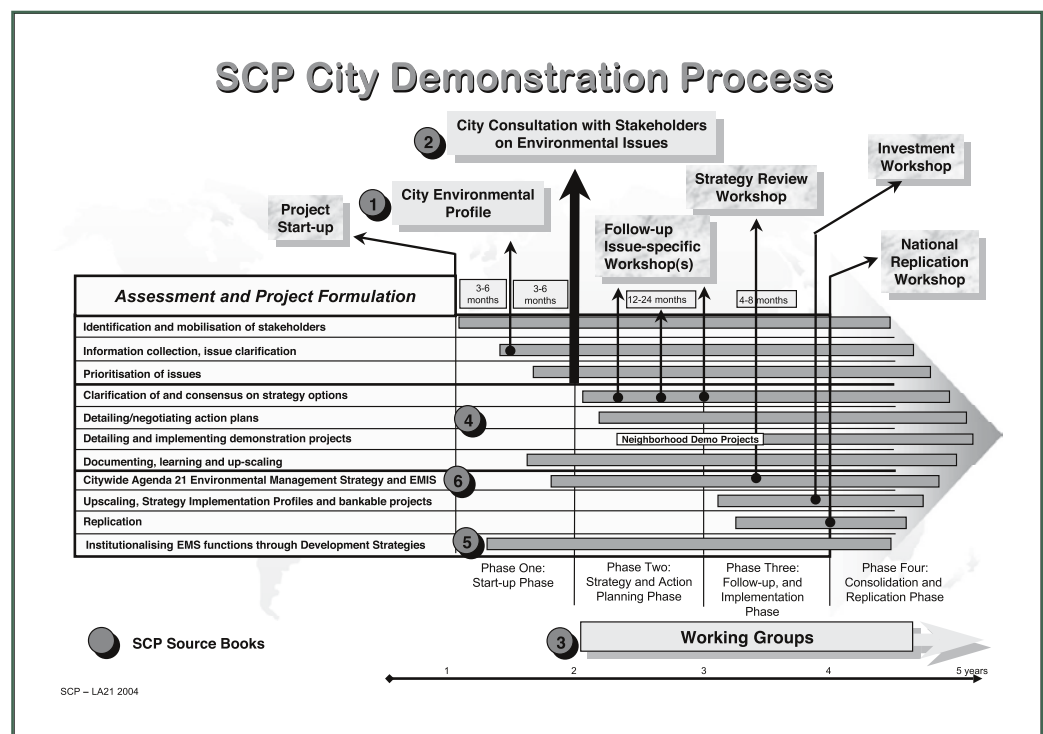 SCP City Demonstration Process
2
City Consultation with Stakeholders
on Environmental Issues
Investment
Workshop
Strategy Review
Workshop
1
City Environmental
Profile
Project
Start-up
Follow-up
Issue-specific
Workshop(s)
National
Replication
Workshop
Assessment and Project Formulation
3-6
months
3-6
months
12-24 months
4-8 months
Identification and mobilisation of stakeholders
Information collection, issue clarification
Prioritisation of issues
Clarification of and consensus on strategy options
Detailing/negotiating action plans
4
Detailing and implementing demonstration projects
Neighborhood Demo Projects
Documenting, learning and up-scaling
Citywide Agenda 21 Environmental Management Strategy and EMIS
6
Upscaling, Strategy Implementation Profiles and bankable projects
Replication
Institutionalising EMS functions through Development Strategies
5
Phase One:
Start-up Phase
Phase Two:
Strategy and Action
Planning Phase
Phase Three:
Follow-up, and
Implementation
Phase
Phase Four:
Consolidation and
Replication Phase
SCP Source Books
3
Working Groups
1
2
3
4
5 years
SCP – LA21 2004